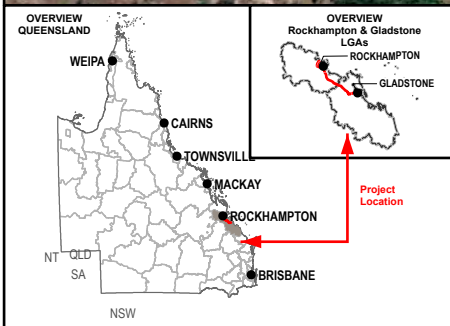 OVERVIEW
QUEENSLAND
WEIPA
CAIRNS
TOWNSVILLE
MACKAY
ROCKHAMPTON
BRISBANE
NT
QLD
SA
NSW
OVERVIEW
Rockhampton & Gladstone
LGAs
ROCKHAMPTON
GLADSTONE
Project
Location